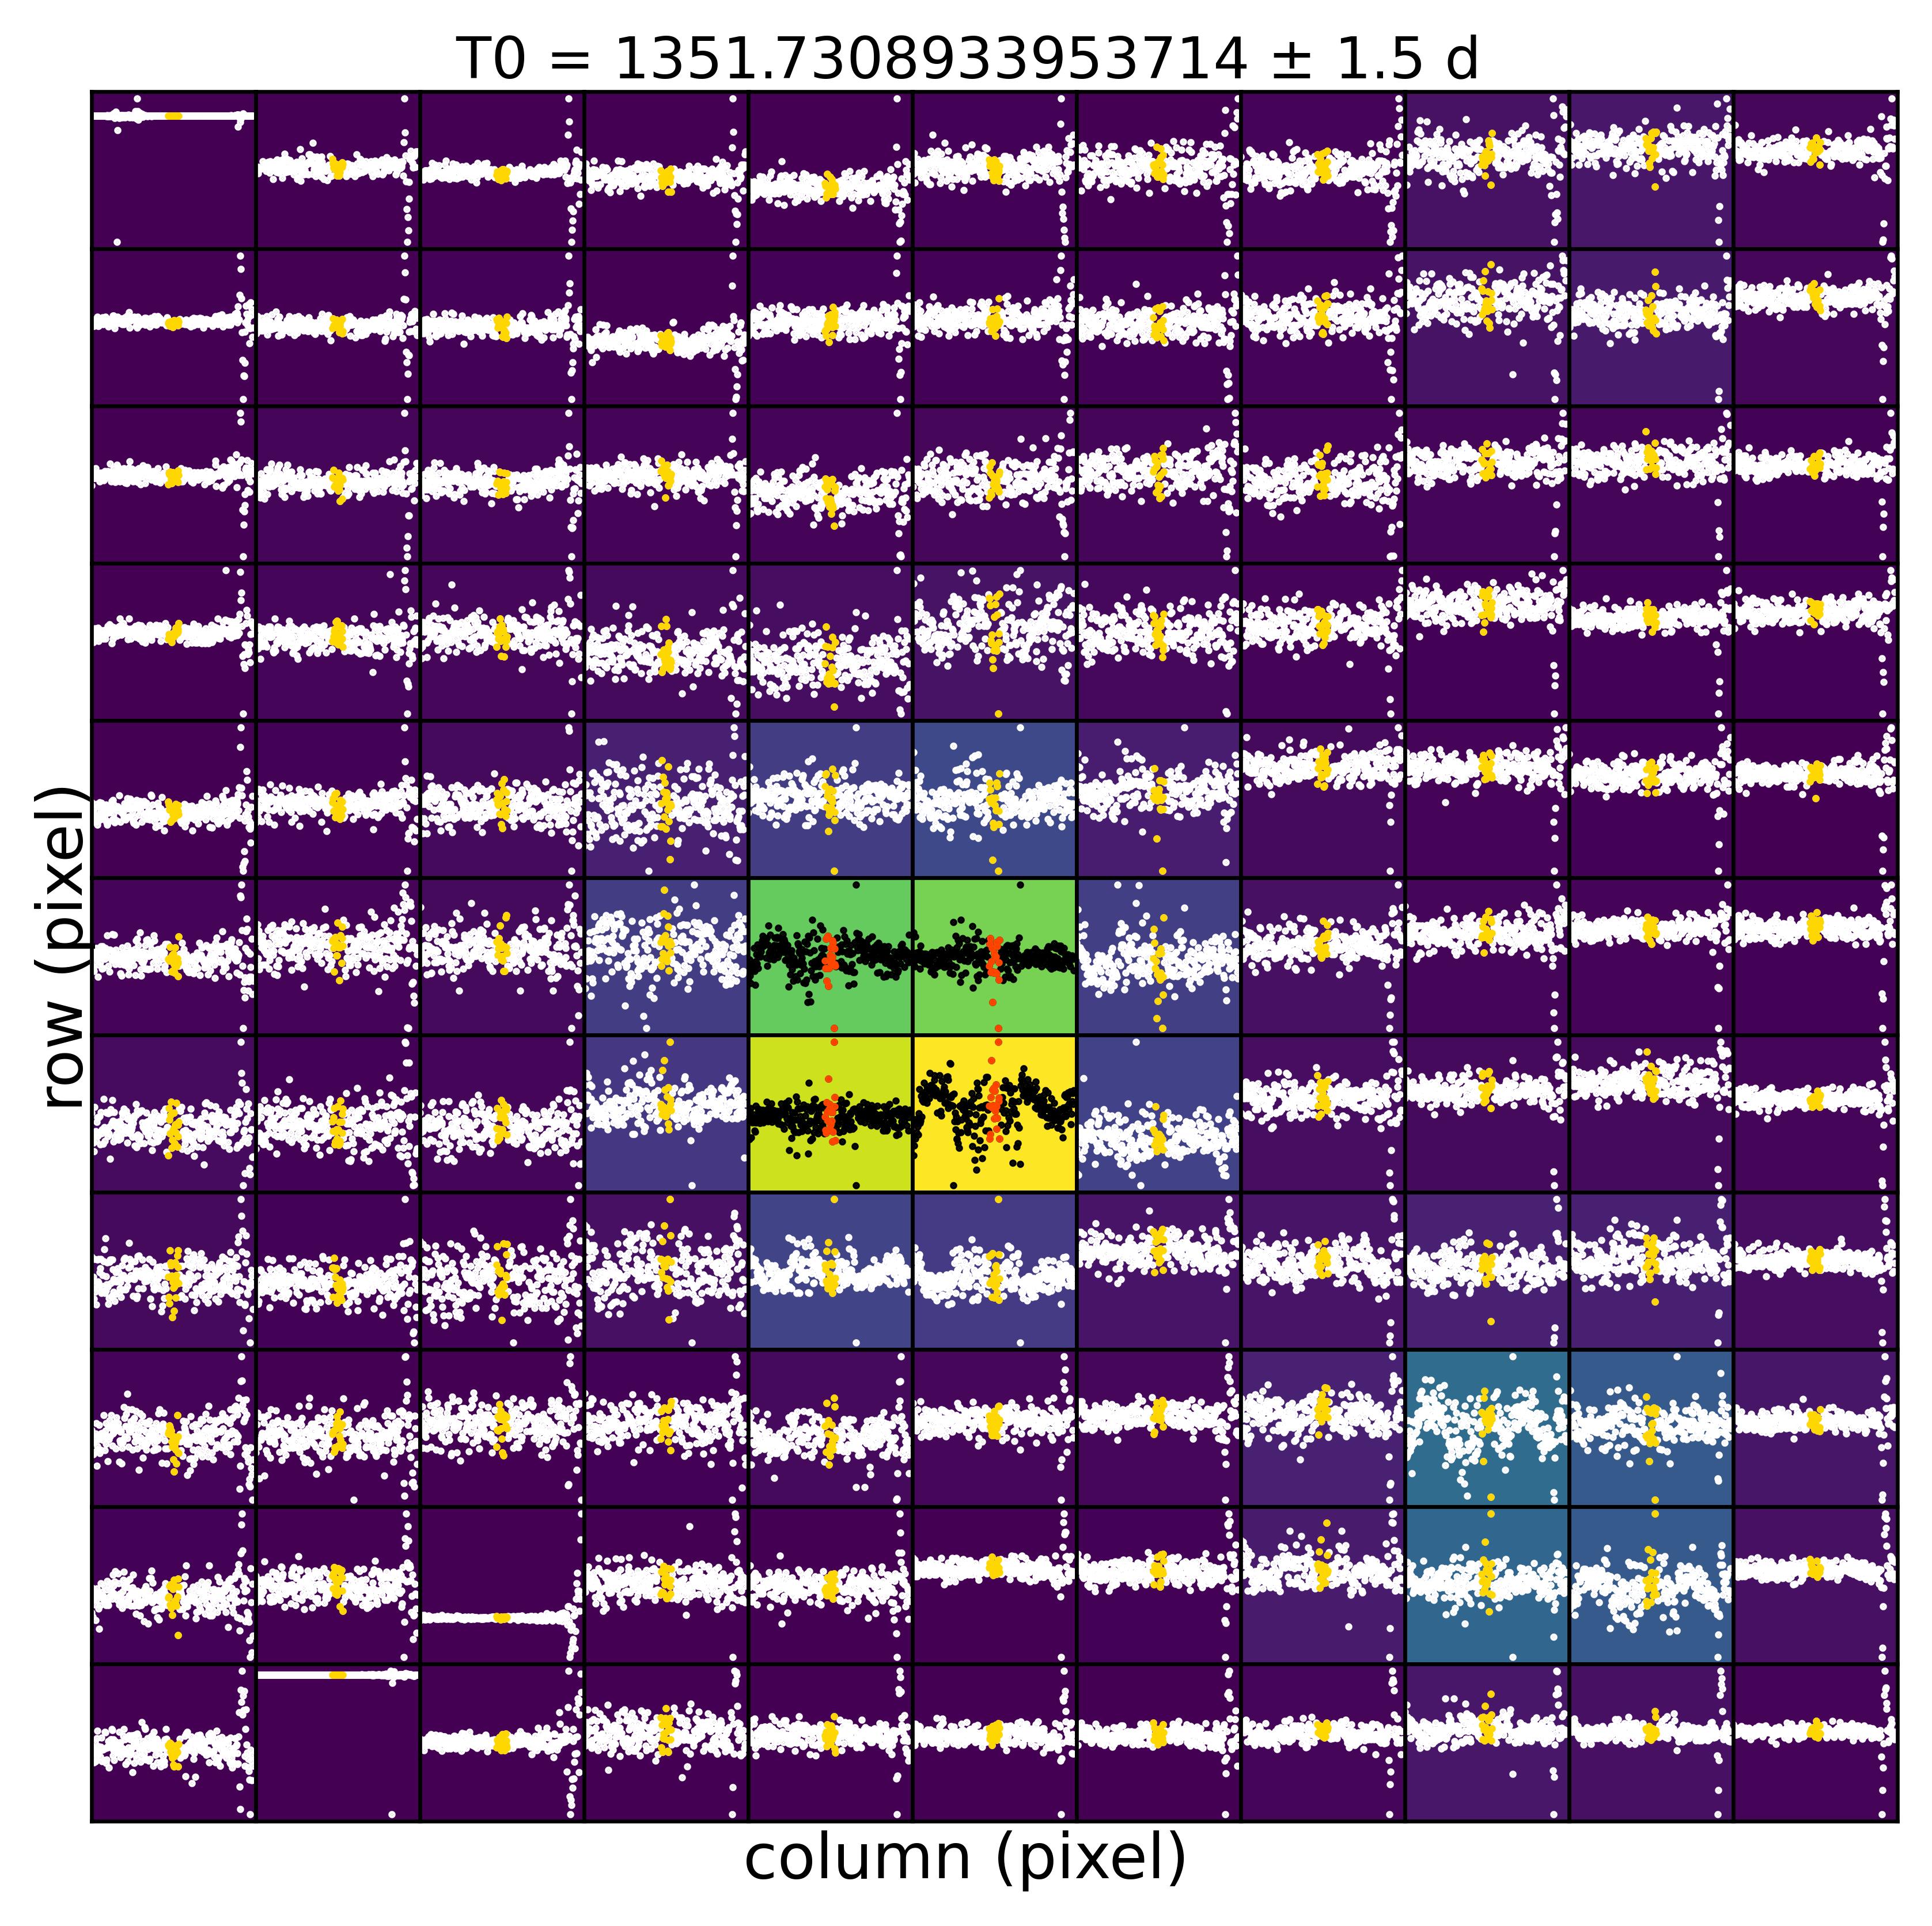 T0 = 1351.7308933953714 ± 1.5 d
row (pixel)
column (pixel)